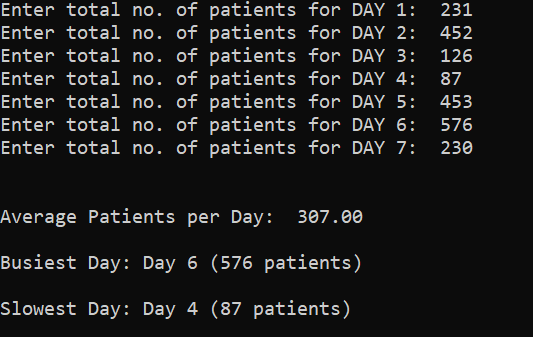 Enter total no. of patients for DAY 1:  231
Enter total no. of patients for DAY 2:  452
Enter total no. of patients for DAY 3:  126
Enter total no. of patients for DAY 4:  87
Enter total no. of patients for DAY 5:  453
Enter total no. of patients for DAY 6:  576
Enter total no. of patients for DAY 7:  230
Average Patients per Day:  307.00
Busiest Day: Day 6 (576 patients)
Slowest Day: Day 4 (87 patients)